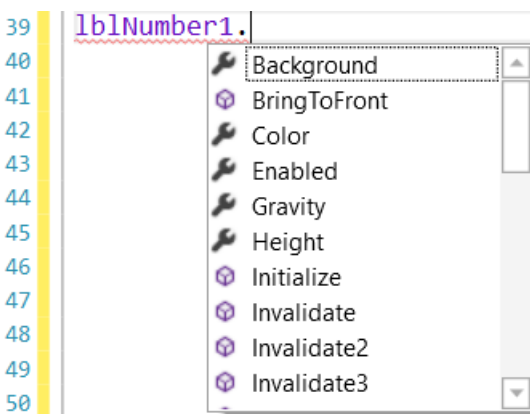 39 lblNumber1.
40 Background
41 BringToFront
42 Color
43 Enabled
44 Gravity
45 Height
46 Initialize
47 Invalidate
48 Invalidate2
49 Invalidate3
50